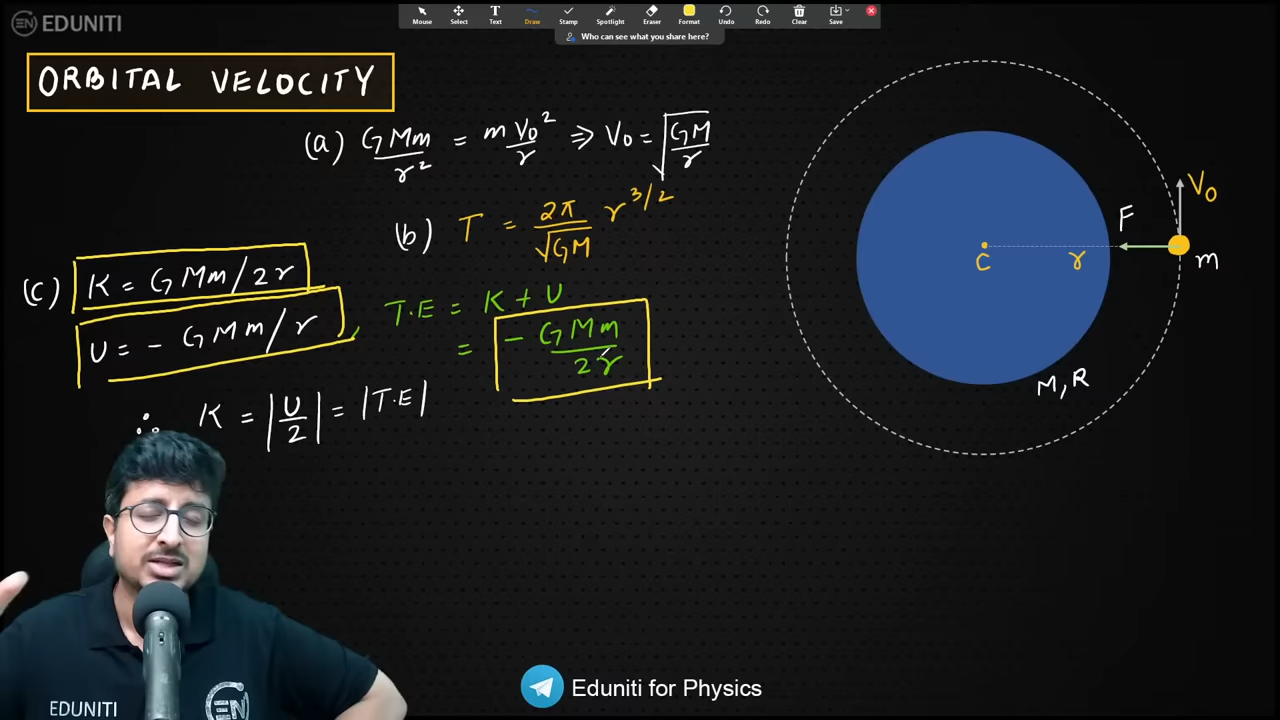 EDUNITI
Mouse Select Text Draw Stamp Spotlight Eraser Format Undo Redo Clear Save
Who can see what you share here?
ORBITAL VELOCITY
(a) GMm/r² = mV₀²/r ⇒ V₀ = √(GM/r)
(b) T = 2π/√GM r^3/2
(c) K = GMm/2r
U = - GMm/r
T.E = K + U
= - GMm/2r
∴ K = |U/2| = |T.E|
V₀
F
m
C
r
M, R
EDUNITI
EN
Eduniti for Physics